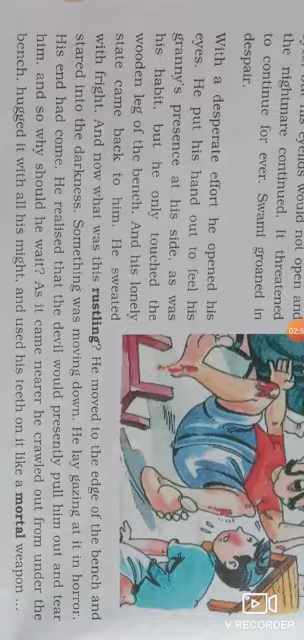 eyelids would not open and
the nightmare continued. It threatened
to continue for ever. Swami groaned in
despair.
With a desperate effort he opened his
eyes. He put his hand out to feel his
granny's presence at his side, as was
his habit, but he only touched the
wooden leg of the bench. And his lonely
state came back to him. He sweated
with fright. And now what was this rustling? He moved to the edge of the bench and
stared into the darkness. Something was moving down. He lay gazing at it in horror.
His end had come. He realised that the devil would presently pull him out and tear
him, and so why should he wait? As it came nearer he crawled out from under the
bench, hugged it with all his might, and used his teeth on it like a mortal weapon ...
02:5
V RECORDER